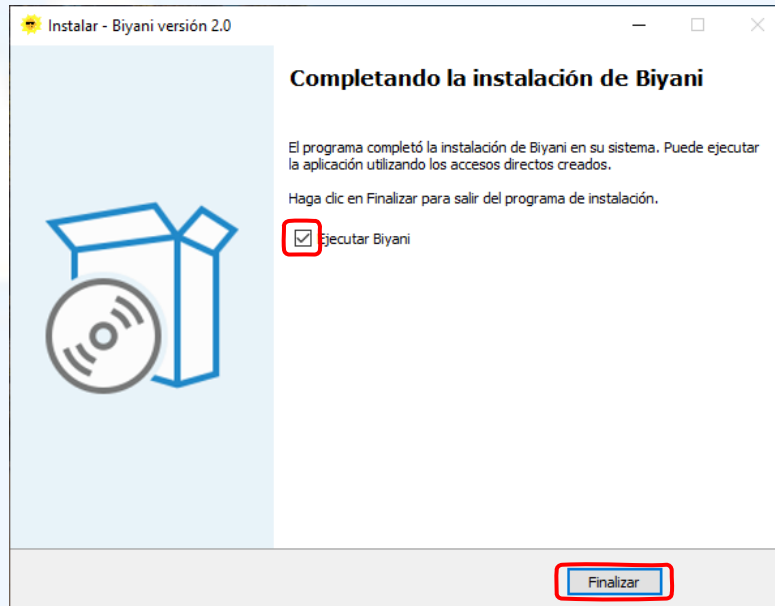 Instalar - Biyani versión 2.0
Completando la instalación de Biyani
El programa completó la instalación de Biyani en su sistema. Puede ejecutar
la aplicación utilizando los accesos directos creados.
Haga clic en Finalizar para salir del programa de instalación.
Ejecutar Biyani
Finalizar